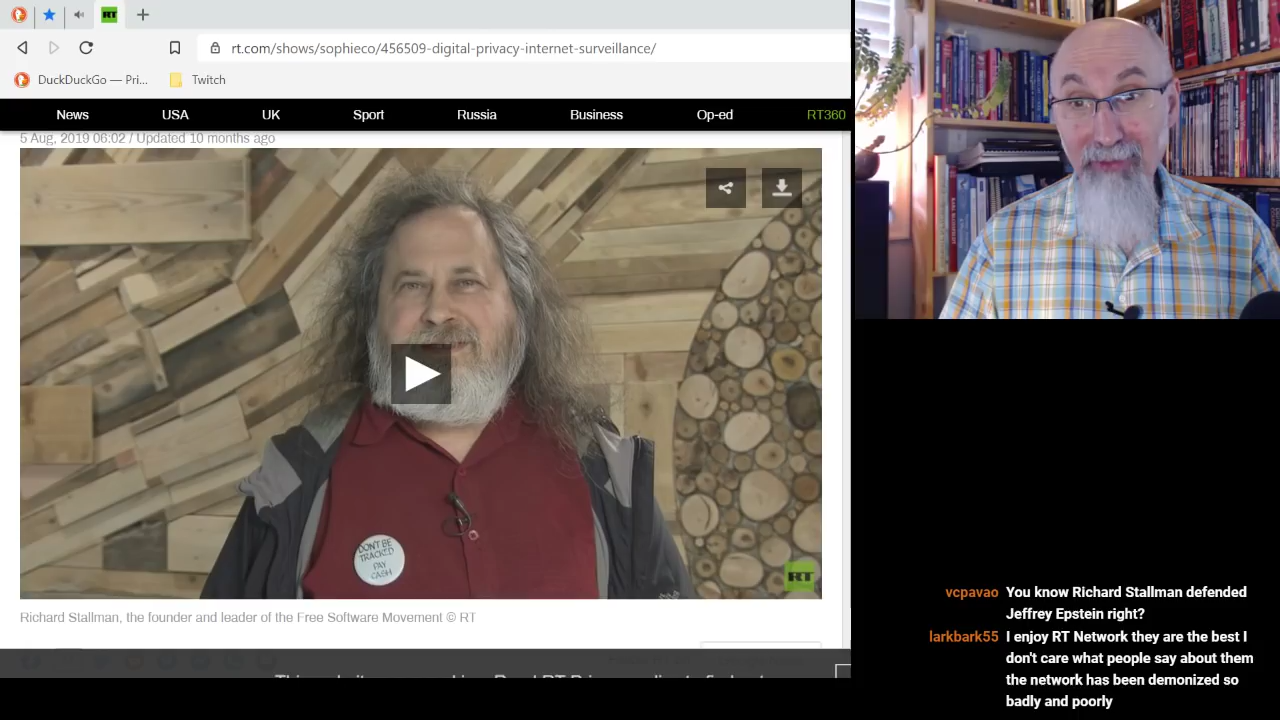 RT
rt.com/shows/sophieco/456509-digital-privacy-internet-surveillance/
DuckDuckGo — Pri...
Twitch
News
USA
UK
Sport
Russia
Business
Op-ed
RT360
5 Aug, 2019 06:02 / Updated 10 months ago
DON'T BE
TRACKED
PAY
CASH
RT
Richard Stallman, the founder and leader of the Free Software Movement © RT
vcpavao You know Richard Stallman defended
Jeffrey Epstein right?
larkbark55 I enjoy RT Network they are the best I
don't care what people say about them
the network has been demonized so
badly and poorly